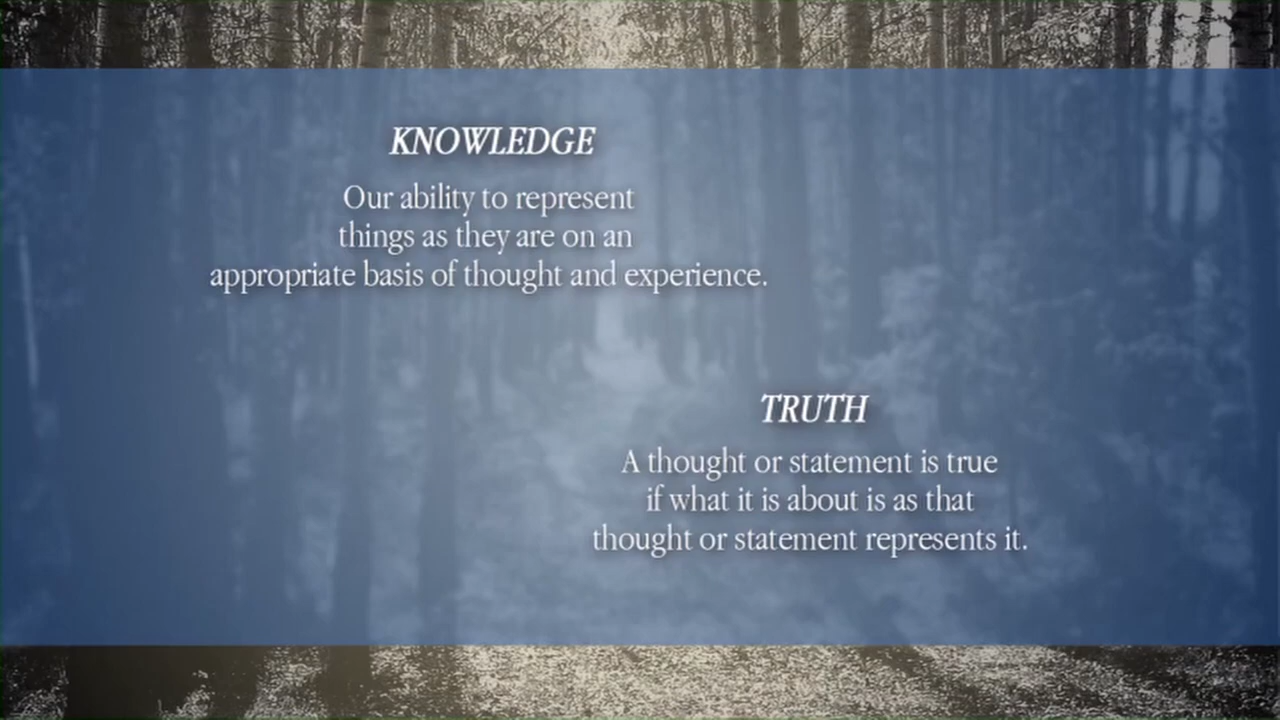 KNOWLEDGE
Our ability to represent
things as they are on an
appropriate basis of thought and experience.
TRUTH
A thought or statement is true
if what it is about is as that
thought or statement represents it.